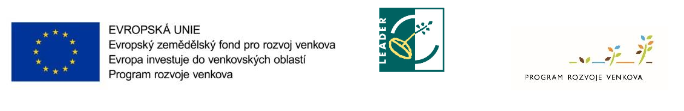 EVROPSKÁ UNIE
Evropský zemědělský fond pro rozvoj venkova
Evropa investuje do venkovských oblastí
Program rozvoje venkova
LEADER
PROGRAM ROZVOJE VENKOVA